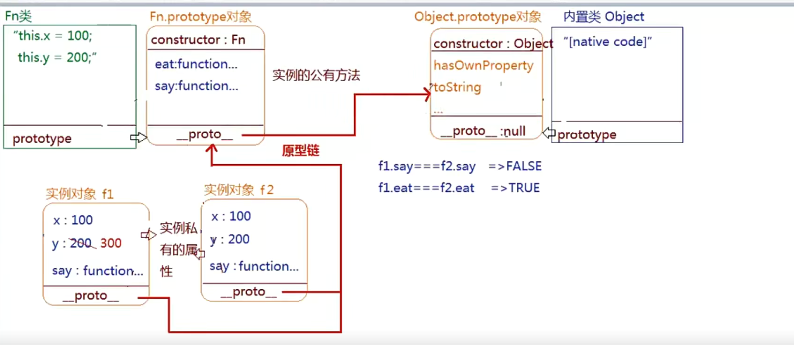 Fn类
"this.x = 100;
this.y = 200;"
prototype
Fn.prototype对象
constructor : Fn
eat:function...
say:function...
__proto__
实例的公有方法
原型链
Object.prototype对象
constructor : Object
hasOwnProperty
toString
...
__proto__ :null
内置类 Object
"[native code]"
prototype
f1.say===f2.say =>FALSE
f1.eat===f2.eat =>TRUE
实例对象 f1
x : 100
y : 200 300
say : function...
__proto__
实例私
有的属
性
实例对象 f2
x : 100
y : 200
say : function...
__proto__